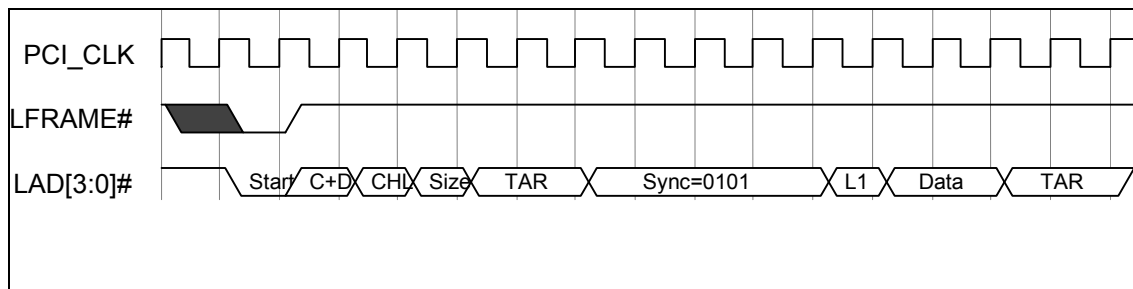 PCI_CLK
LFRAME#
LAD[3:0]# Start C+D CHL Size TAR Sync=0101 L1 Data TAR